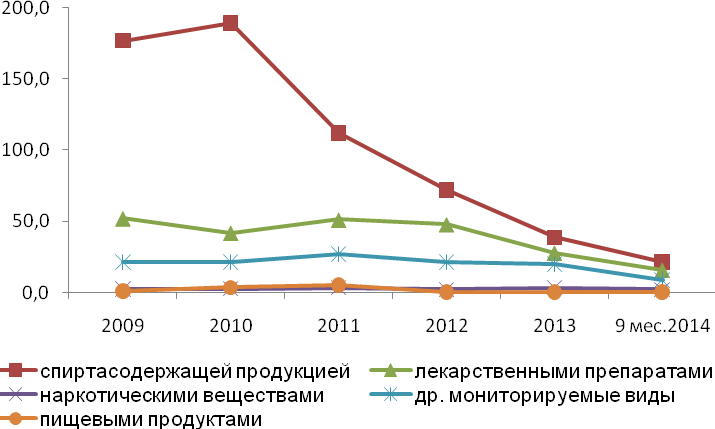 200,0
150,0
100,0
50,0
0,0
2009 2010 2011 2012 2013 9 мес.2014
спиртасодержащей продукцией лекарственными препаратами
наркотическими веществами др. мониторируемые виды
пищевыми продуктами